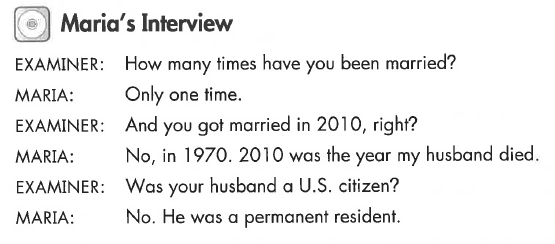 Maria's Interview
EXAMINER: How many times have you been married?
MARIA: Only one time.
EXAMINER: And you got married in 2010, right?
MARIA: No, in 1970. 2010 was the year my husband died.
EXAMINER: Was your husband a U.S. citizen?
MARIA: No. He was a permanent resident.